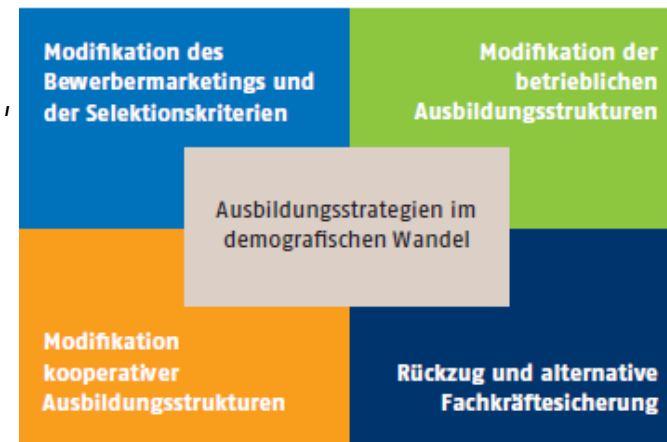 Modifikation des
Bewerbermarketings und
der Selektionskriterien
Modifikation der
betrieblichen
Ausbildungsstrukturen
Ausbildungsstrategien im
demografischen Wandel
Modifikation
kooperativer
Ausbildungsstrukturen
Rückzug und alternative
Fachkräftesicherung